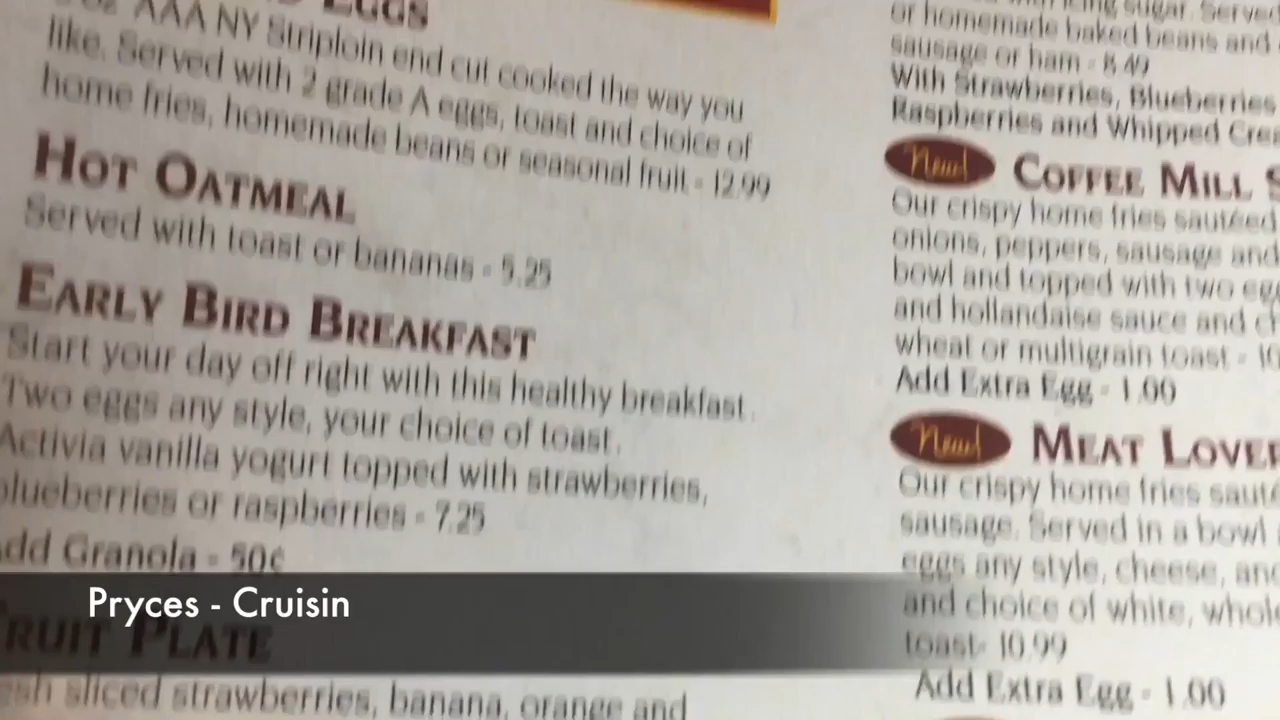 EGGS
AAA NY Striploin end cut cooked the way you
like. Served with 2 grade A eggs, toast and choice of
home fries, homemade beans or seasonal fruit - 12.99
HOT OATMEAL
Served with toast or bananas - 5.25
EARLY BIRD BREAKFAST
Start your day off right with this healthy breakfast.
Two eggs any style, your choice of toast.
Activia vanilla yogurt topped with strawberries,
blueberries or raspberries - 7.25
Add Granola - 50¢
Pryces - Cruisin
FRUIT PLATE
sliced strawberries, banana, orange and
icing sugar. Served
or homemade baked beans and
sausage or ham - 8.49
With Strawberries, Blueberries
Raspberries and Whipped
New! COFFEE MILL
Our crispy home fries sautéed
onions, peppers, sausage and
bowl and topped with two
and hollandaise sauce and
wheat or multigrain toast -
Add Extra Egg - 1.00
New! MEAT
Our crispy home fries
sausage. Served in a bowl
eggs any style, cheese,
and choice of white,
toast- 10.99
Add Extra Egg - 1.00